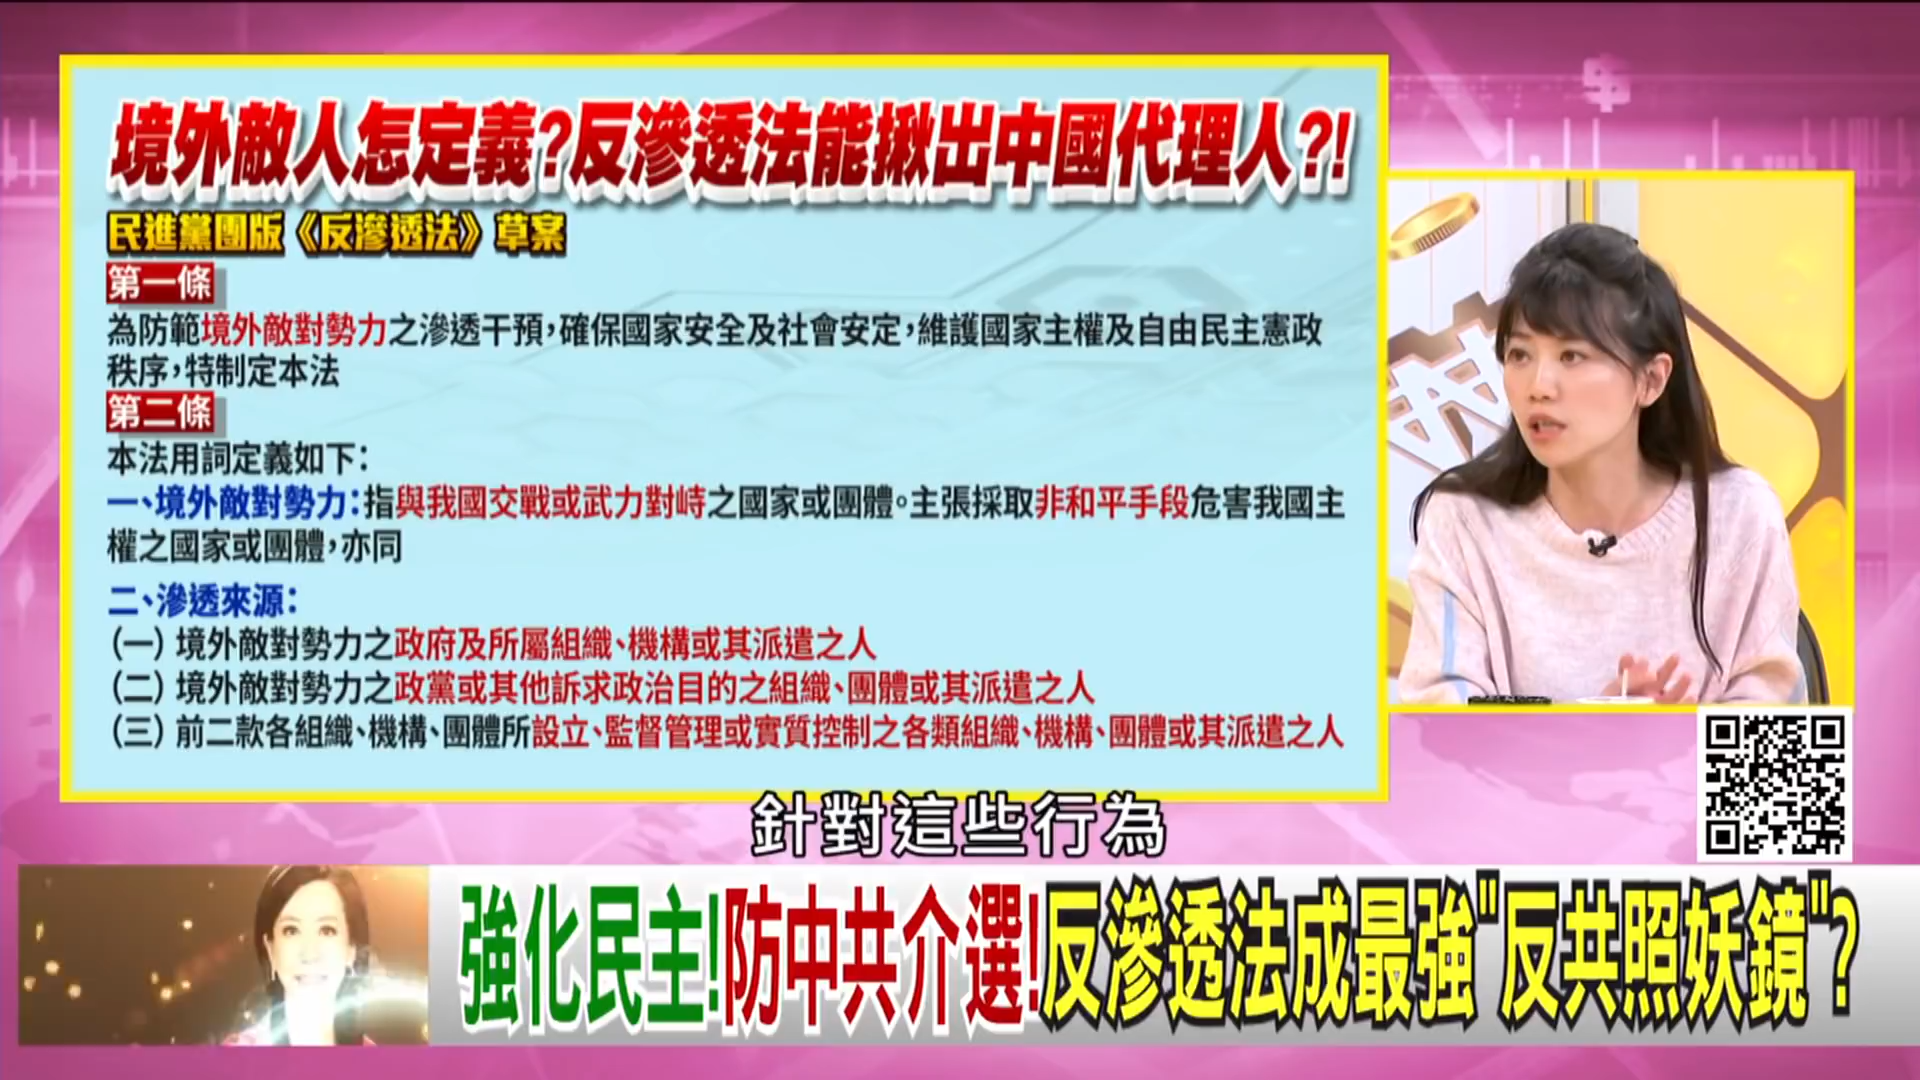 境外敵人怎定義?反滲透法能揪出中國代理人?!
民進黨團版《反滲透法》草案
第一條
為防範境外敵對勢力之滲透干預,確保國家安全及社會安定,維護國家主權及自由民主憲政
秩序,特制定本法
第二條
本法用詞定義如下:
一、境外敵對勢力:指與我國交戰或武力對峙之國家或團體。主張採取非和平手段危害我國主
權之國家或團體,亦同
二、滲透來源:
(一) 境外敵對勢力之政府及所屬組織、機構或其派遣之人
(二) 境外敵對勢力之政黨或其他訴求政治目的之組織、團體或其派遣之人
(三) 前二款各組織、機構、團體所設立、監督管理或實質控制之各類組織、機構、團體或其派遣之人
針對這些行為
強化民主!防中共介選!反滲透法成最強"反共照妖鏡"?